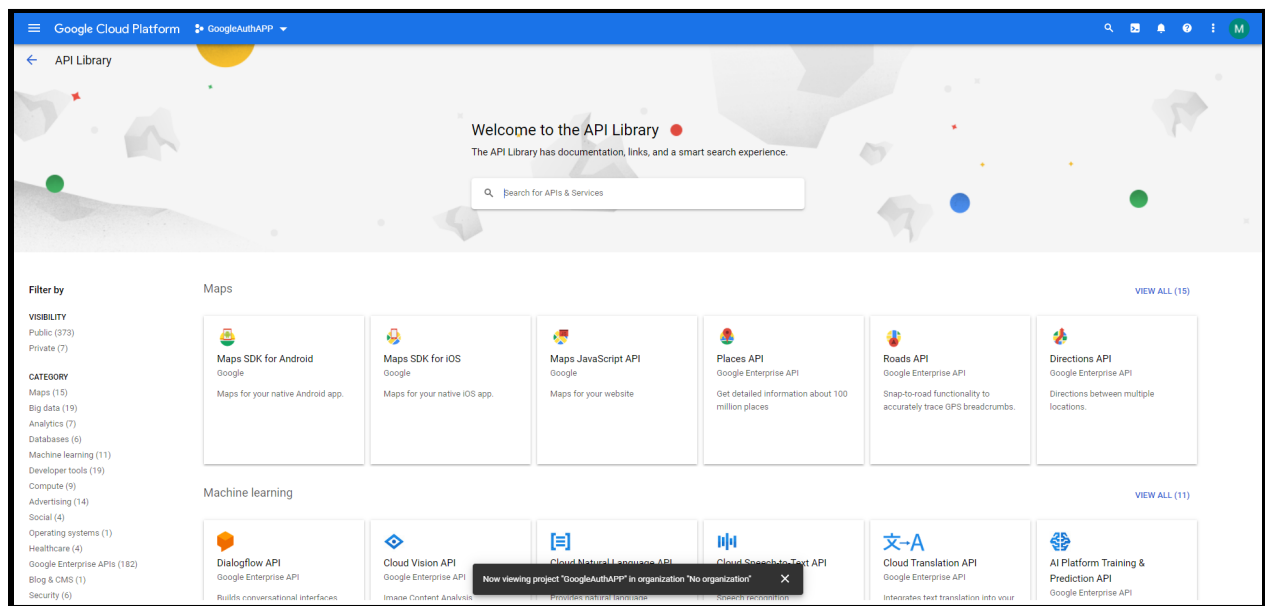 Google Cloud Platform GoogleAuthAPP
M
API Library
Welcome to the API Library
The API Library has documentation, links, and a smart search experience.
Search for APIs & Services
Filter by
VISIBILITY
Public (373)
Private (7)
CATEGORY
Maps (15)
Big data (19)
Analytics (7)
Databases (6)
Machine learning (11)
Developer tools (19)
Compute (9)
Advertising (14)
Social (4)
Operating systems (1)
Healthcare (4)
Google Enterprise APIs (182)
Blog & CMS (1)
Security (6)
Maps
VIEW ALL (15)
Maps SDK for Android
Google
Maps for your native Android app.
Maps SDK for iOS
Google
Maps for your native iOS app.
Maps JavaScript API
Google
Maps for your website
Places API
Google Enterprise API
Get detailed information about 100
million places
Roads API
Google Enterprise API
Snap-to-road functionality to
accurately trace GPS breadcrumbs.
Directions API
Google Enterprise API
Directions between multiple
locations.
Machine learning
VIEW ALL (11)
Dialogflow API
Google Enterprise API
Builds conversational interfaces
Cloud Vision API
Google Enterprise API
Image Content Analysis
Cloud Natural Language API
Provides natural language
Cloud Speech-to-Text API
Speech recognition
文→A
Cloud Translation API
Google Enterprise API
Integrates text translation into your
AI Platform Training &
Prediction API
Google Enterprise API
Now viewing project "GoogleAuthAPP" in organization "No organization"